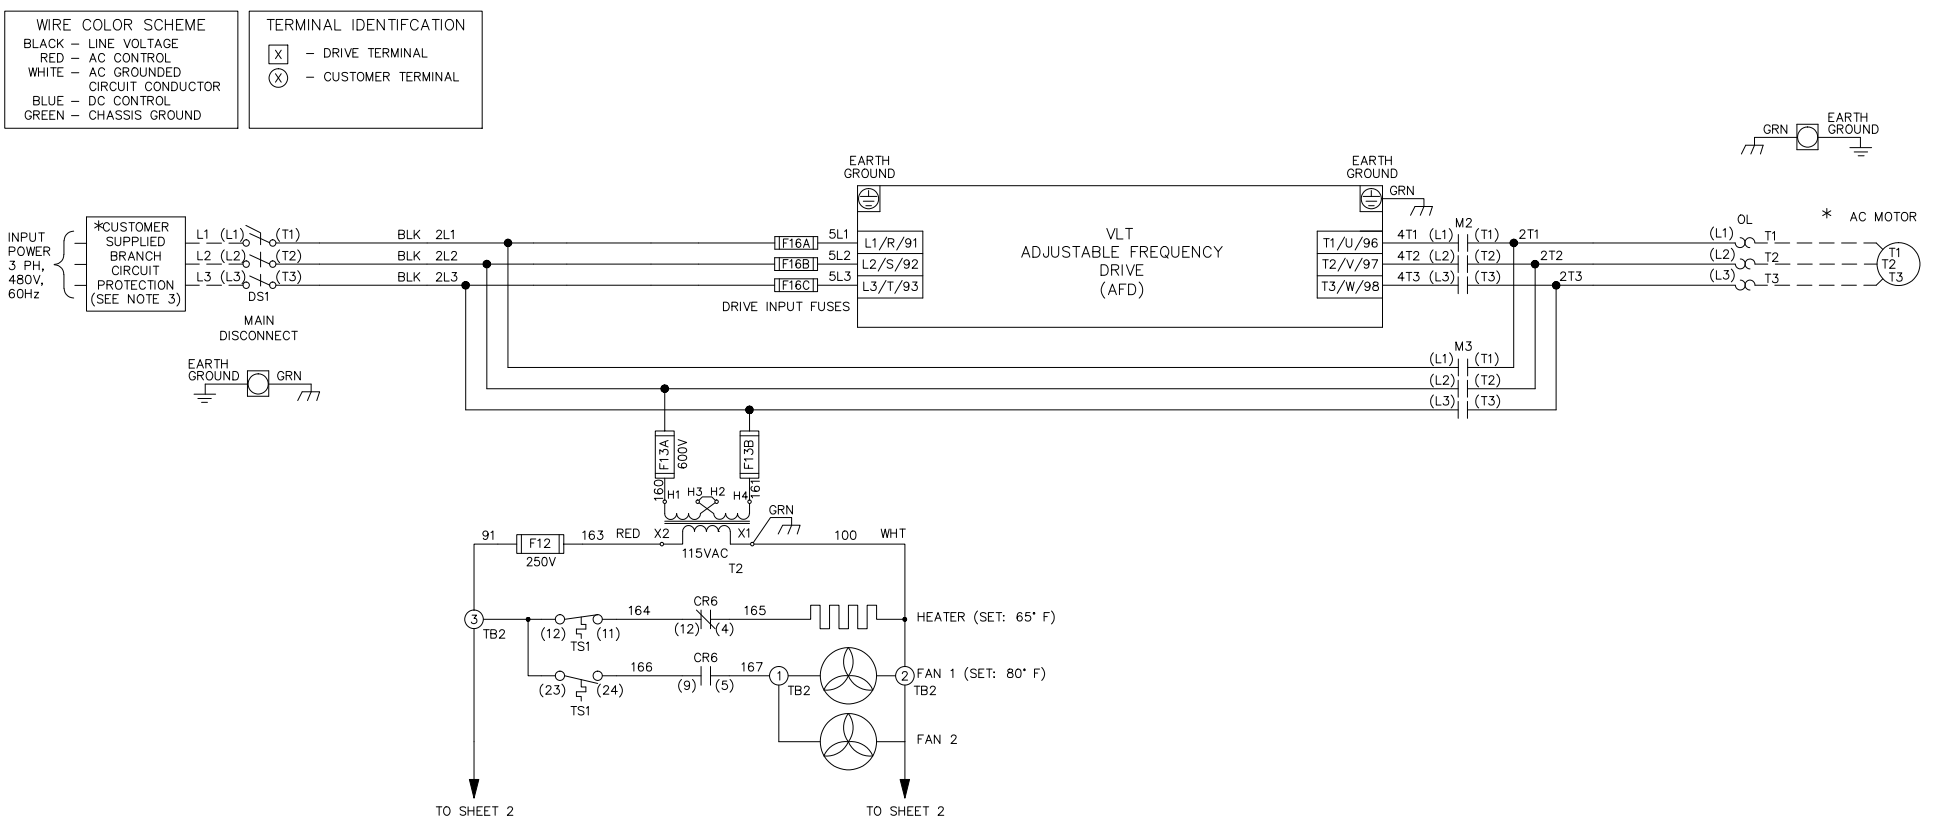 WIRE COLOR SCHEME
BLACK – LINE VOLTAGE
RED – AC CONTROL
WHITE – AC GROUNDED
CIRCUIT CONDUCTOR
BLUE – DC CONTROL
GREEN – CHASSIS GROUND
TERMINAL IDENTIFCATION
X – DRIVE TERMINAL
X – CUSTOMER TERMINAL
GRN
EARTH
GROUND
INPUT
POWER
3 PH,
480V,
60Hz
*CUSTOMER
SUPPLIED
BRANCH
CIRCUIT
PROTECTION
(SEE NOTE 3)
L1 (L1) (T1)
L2 (L2) (T2)
L3 (L3) (T3)
DS1
MAIN
DISCONNECT
EARTH
GROUND
GRN
BLK 2L1
BLK 2L2
BLK 2L3
F16A 5L1
F16B 5L2
F16C 5L3
DRIVE INPUT FUSES
EARTH
GROUND
L1/R/91
L2/S/92
L3/T/93
VLT
ADJUSTABLE FREQUENCY
DRIVE
(AFD)
EARTH
GROUND
GRN
T1/U/96
T2/V/97
T3/W/98
M2
4T1 (L1) (T1) 2T1
4T2 (L2) (T2) 2T2
4T3 (L3) (T3) 2T3
OL
(L1) T1
(L2) T2
(L3) T3
* AC MOTOR
T1
T2
T3
M3
(L1) (T1)
(L2) (T2)
(L3) (T3)
F13A
600V
F13B
160
161
H1 H3 H2 H4
GRN
91
F12
250V
163
RED
X2
X1
115VAC
T2
100
WHT
3
TB2
(12) (11)
TS1
164
CR6
(12) (4)
165
HEATER (SET: 65° F)
(23) (24)
TS1
166
CR6
(9) (5)
167
1
TB2
2
TB2
FAN 1 (SET: 80° F)
FAN 2
TO SHEET 2
TO SHEET 2